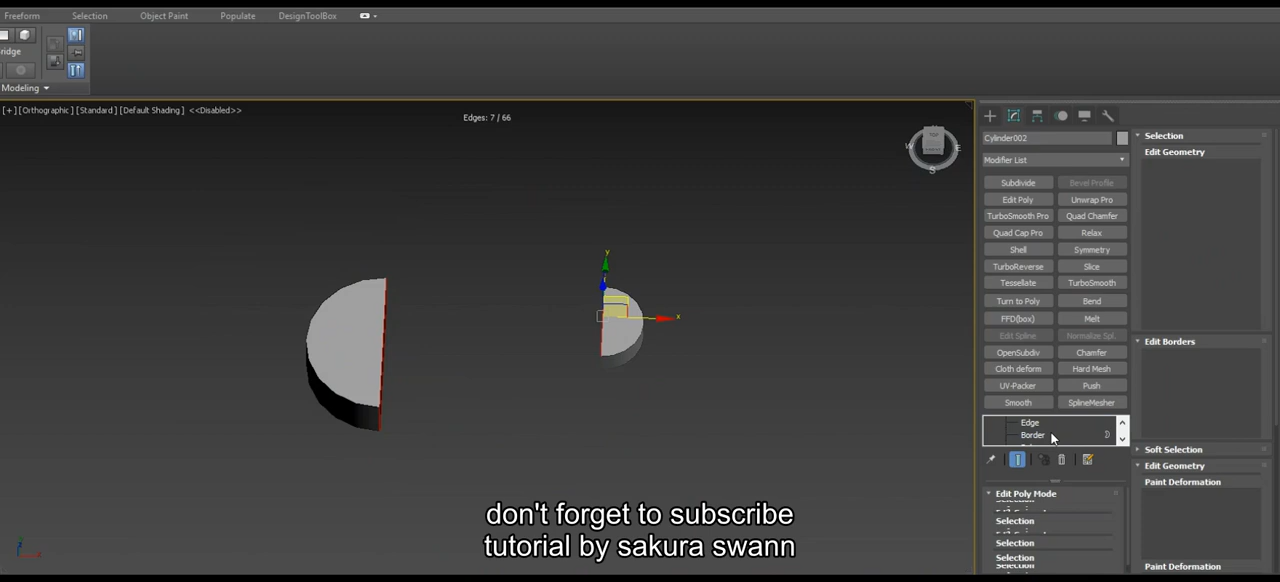 Freeform Selection Object Paint Populate DesignToolBox
Modeling
[+] [Orthographic] [Standard] [Default Shading] <<Disabled>>
Edges: 7 / 66
TOP
W E
S
y
x
Cylinder002
Modifier List
Subdivide Bevel Profile
Edit Poly Unwrap Pro
TurboSmooth Pro Quad Chamfer
Quad Cap Pro Relax
Shell Symmetry
TurboReverse Slice
Tessellate TurboSmooth
Turn to Poly Bend
FFD(box) Melt
Edit Spline Normalize Spl.
OpenSubdiv Chamfer
Cloth deform Hard Mesh
UV-Packer Push
Smooth SplineMesher
Edge
Border
Edit Poly Mode
Selection
Selection
Selection
Selection
Edit Geometry
Edit Borders
Soft Selection
Edit Geometry
Paint Deformation
Paint Deformation
don't forget to subscribe
tutorial by sakura swann